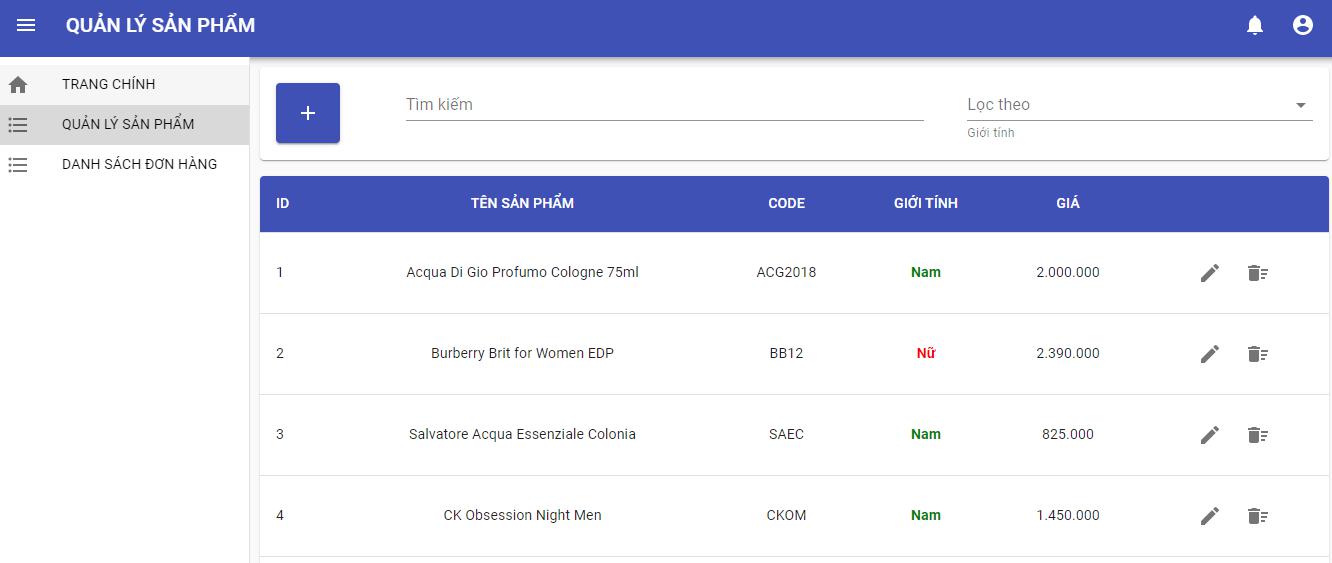 QUẢN LÝ SẢN PHẨM
TRANG CHÍNH
QUẢN LÝ SẢN PHẨM
DANH SÁCH ĐƠN HÀNG
Tìm kiếm
Lọc theo
Giới tính
ID TÊN SẢN PHẨM CODE GIỚI TÍNH GIÁ
1 Acqua Di Gio Profumo Cologne 75ml ACG2018 Nam 2.000.000
2 Burberry Brit for Women EDP BB12 Nữ 2.390.000
3 Salvatore Acqua Essenziale Colonia SAEC Nam 825.000
4 CK Obsession Night Men CKOM Nam 1.450.000